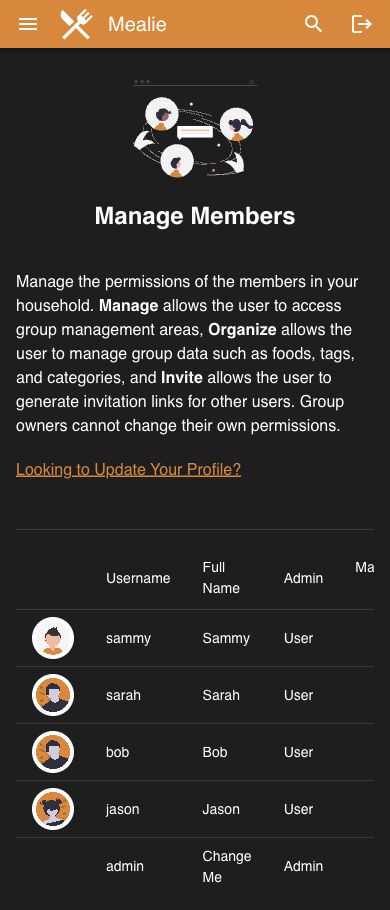 Mealie
Manage Members
Manage the permissions of the members in your
household. Manage allows the user to access
group management areas, Organize allows the
user to manage group data such as foods, tags,
and categories, and Invite allows the user to
generate invitation links for other users. Group
owners cannot change their own permissions.
Looking to Update Your Profile?
Username Full Name Admin Ma
sammy Sammy User
sarah Sarah User
bob Bob User
jason Jason User
admin Change Me Admin